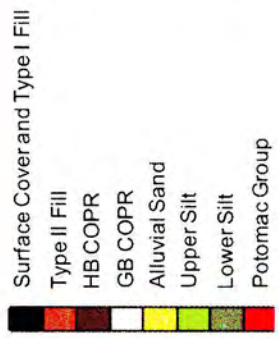 Surface Cover and Type I Fill
Type II Fill
HB COPR
GB COPR
Alluvial Sand
Upper Silt
Lower Silt
Potomac Group